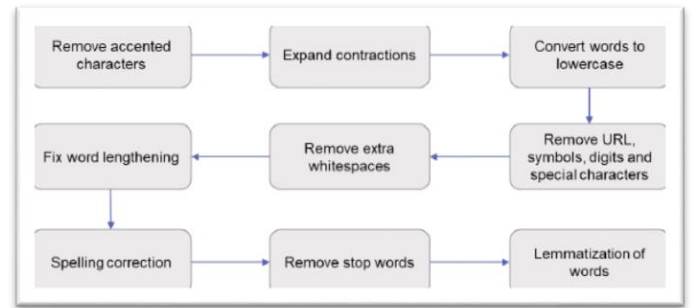 Remove accented
characters
Expand contractions
Convert words to
lowercase
Remove URL,
symbols, digits and
special characters
Remove extra
whitespaces
Fix word lengthening
Spelling correction
Remove stop words
Lemmatization of
words